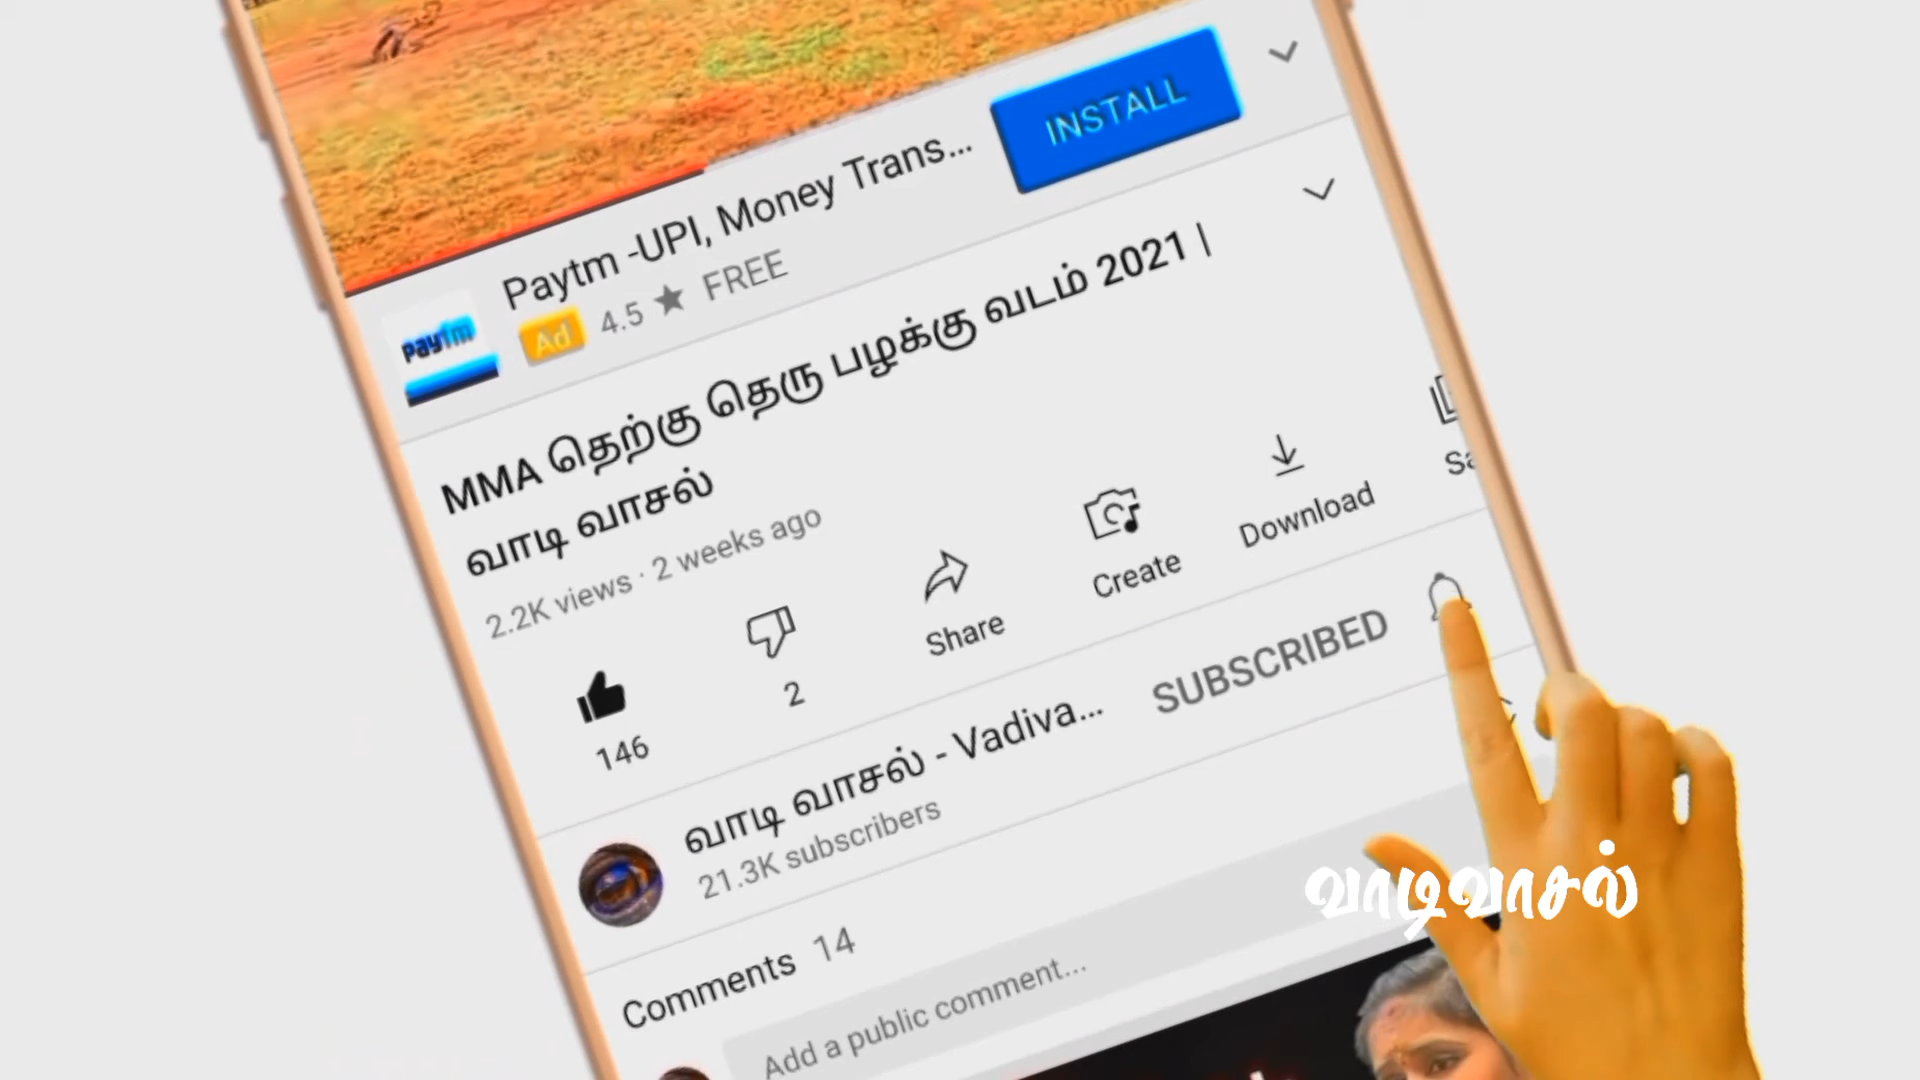 INSTALL
Paytm -UPI, Money Trans...
paytm
Ad 4.5 ★ FREE
MMA தெற்கு தெரு பழக்கு வடம் 2021 |
வாடி வாசல்
2.2K views · 2 weeks ago
146
2
Share
Create
Download
SUBSCRIBED
வாடி வாசல் - Vadiva...
21.3K subscribers
Comments 14
Add a public comment...
வாடிவாசல்